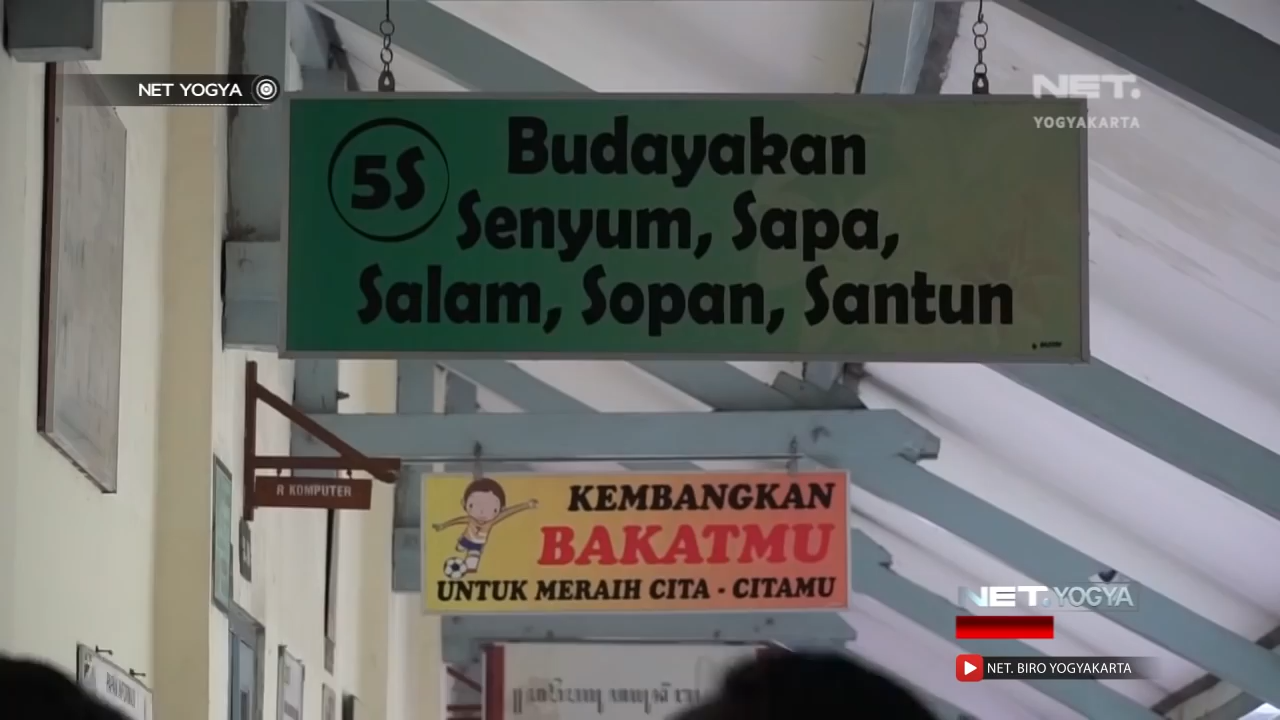 NET YOGYA
NET.
YOGYAKARTA
5S
Budayakan
Senyum, Sapa,
Salam, Sopan, Santun
R KOMPUTER
KEMBANGKAN
BAKATMU
UNTUK MERAIH CITA - CITAMU
NET. YOGYA
NET. BIRO YOGYAKARTA